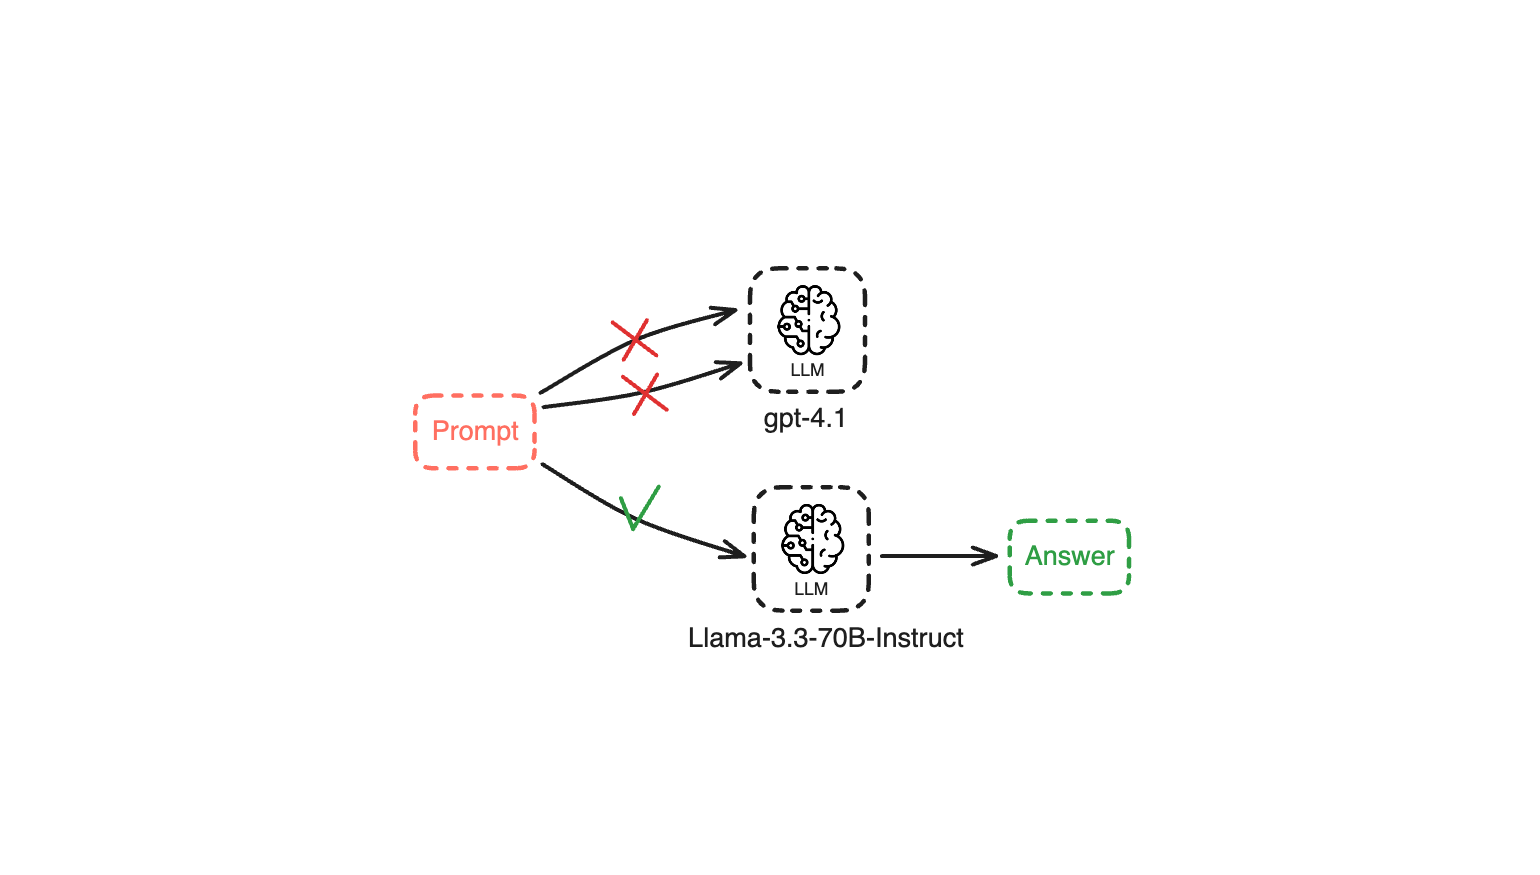 LLM
gpt-4.1
Prompt
LLM
Llama-3.3-70B-Instruct
Answer